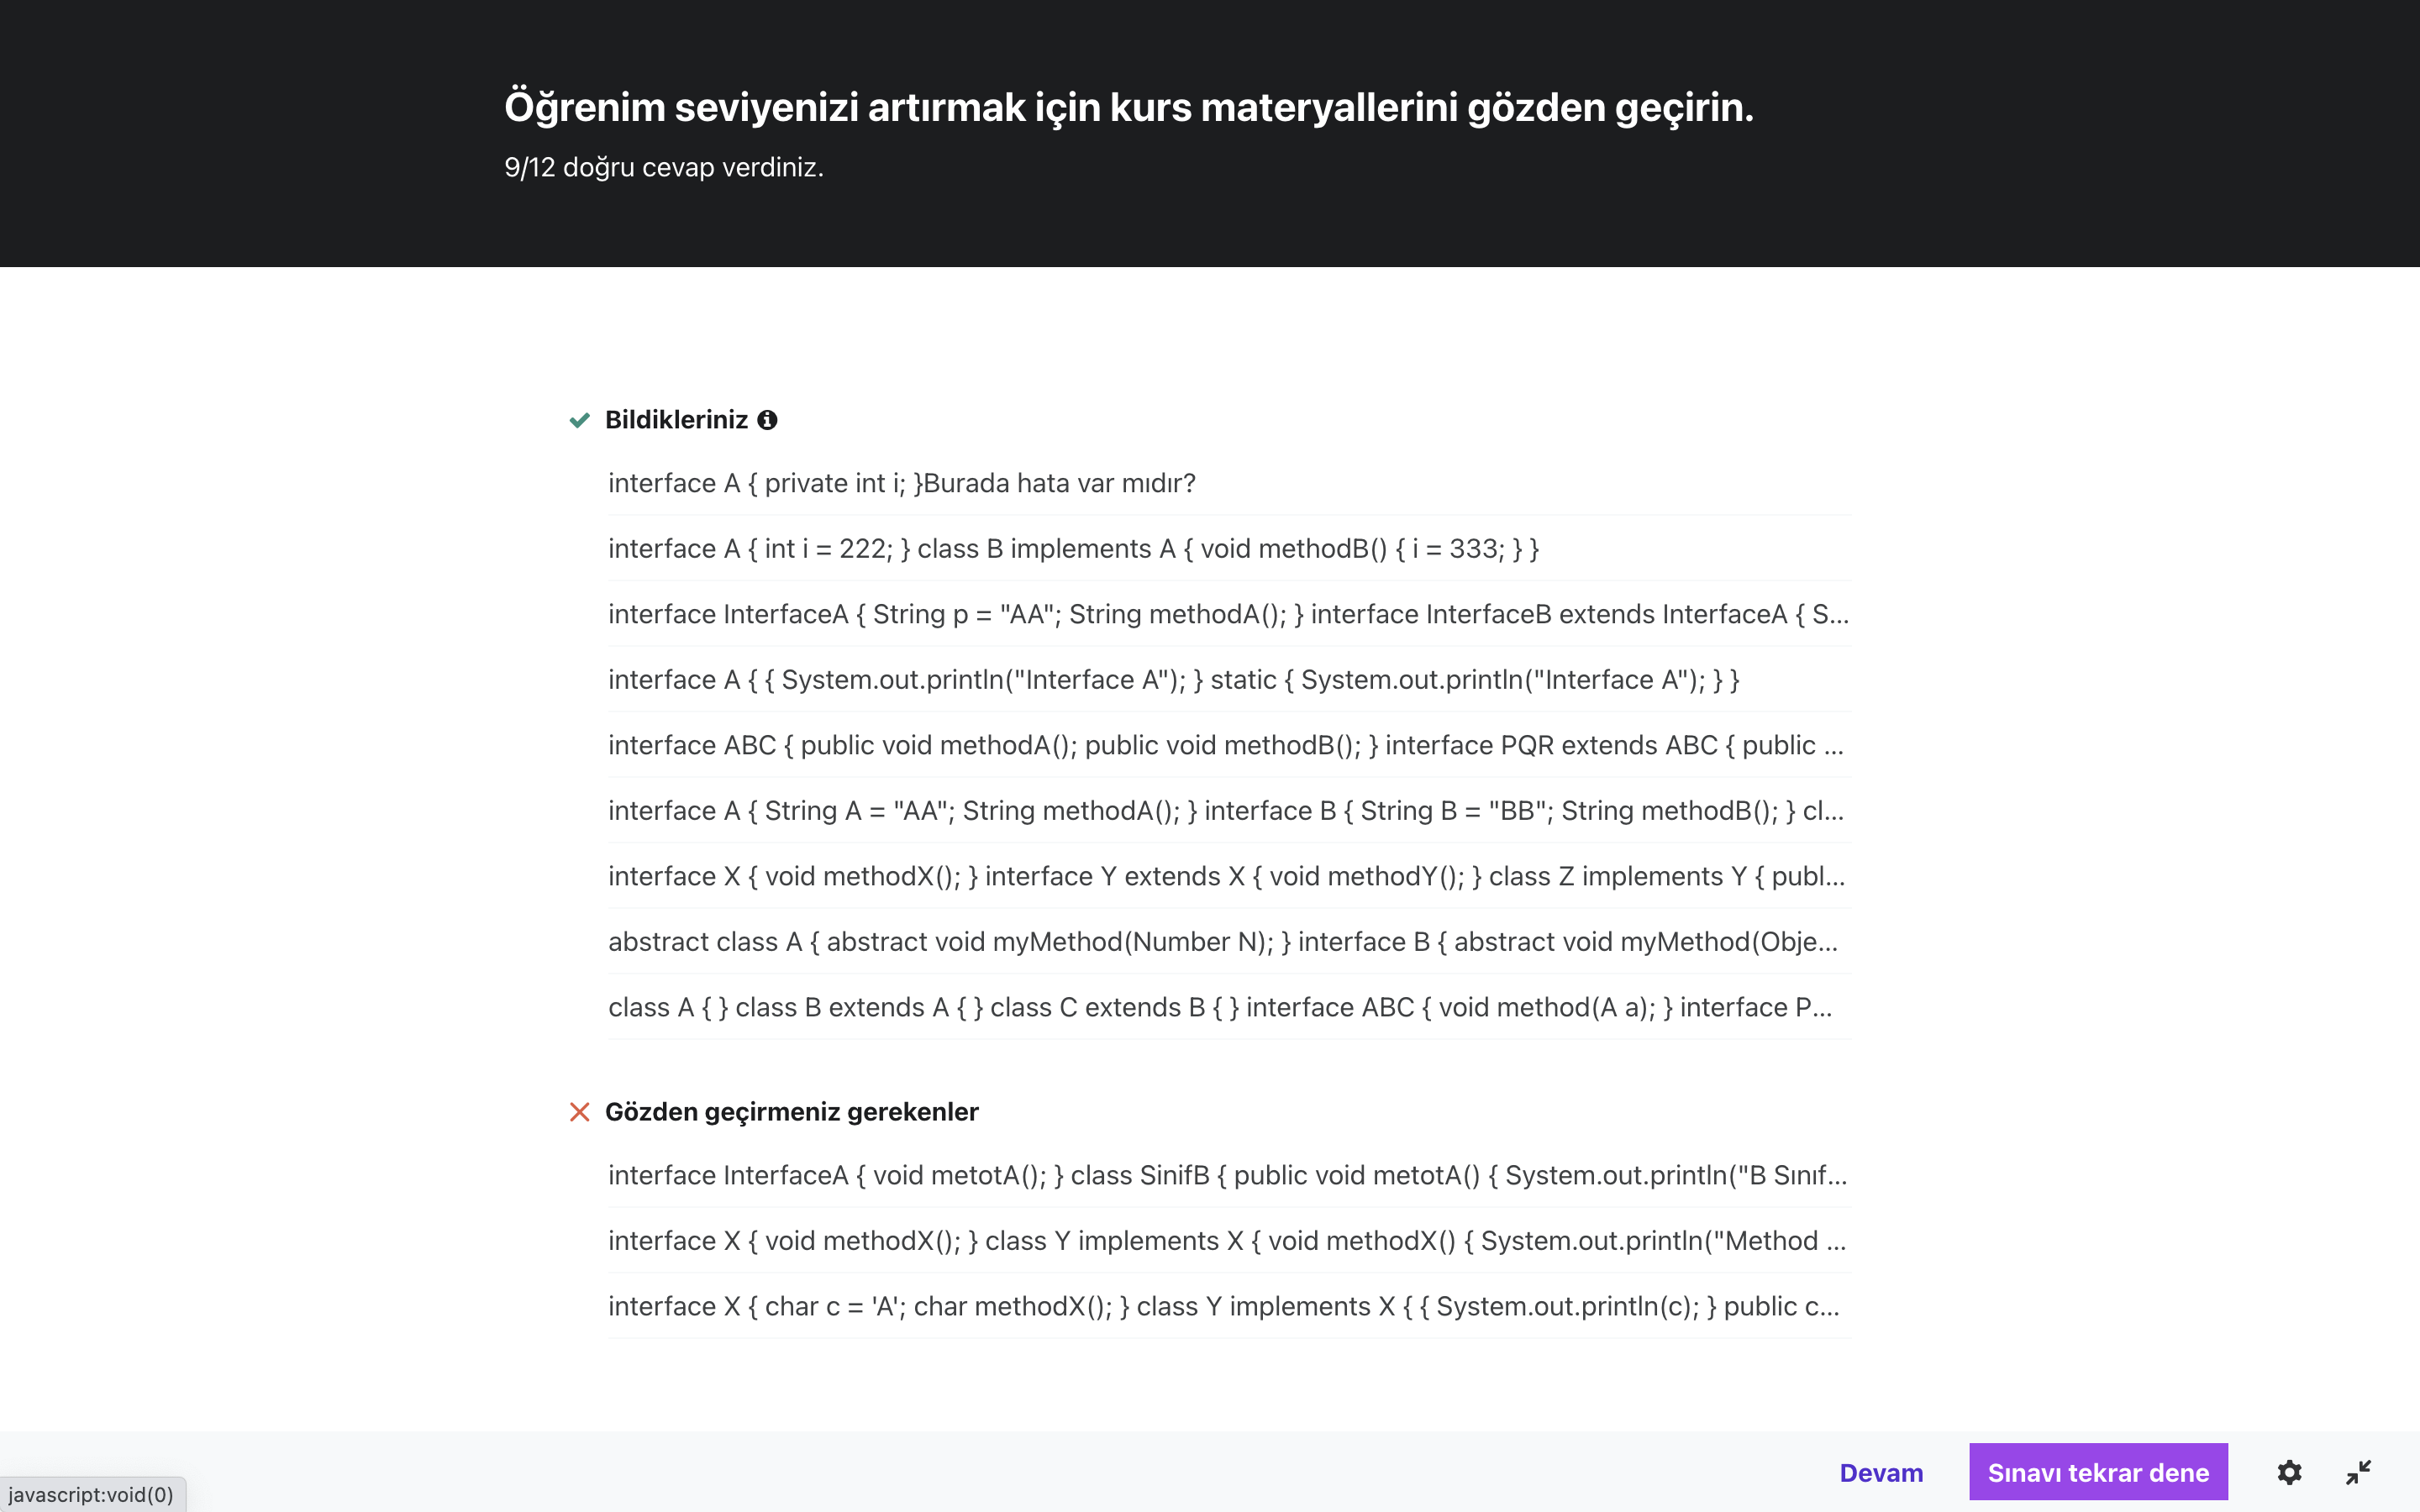 Öğrenim seviyenizi artırmak için kurs materyallerini gözden geçirin.
9/12 doğru cevap verdiniz.
Bildikleriniz
interface A { private int i; }Burada hata var mıdır?
interface A { int i = 222; } class B implements A { void methodB() { i = 333; } }
interface InterfaceA { String p = "AA"; String methodA(); } interface InterfaceB extends InterfaceA { S...
interface A { { System.out.println("Interface A"); } static { System.out.println("Interface A"); } }
interface ABC { public void methodA(); public void methodB(); } interface PQR extends ABC { public ...
interface A { String A = "AA"; String methodA(); } interface B { String B = "BB"; String methodB(); } cl...
interface X { void methodX(); } interface Y extends X { void methodY(); } class Z implements Y { publ...
abstract class A { abstract void myMethod(Number N); } interface B { abstract void myMethod(Obje...
class A { } class B extends A { } class C extends B { } interface ABC { void method(A a); } interface P...
Gözden geçirmeniz gerekenler
interface InterfaceA { void metotA(); } class SinifB { public void metotA() { System.out.println("B Sınıf...
interface X { void methodX(); } class Y implements X { void methodX() { System.out.println("Method ...
interface X { char c = 'A'; char methodX(); } class Y implements X { { System.out.println(c); } public c...
Devam
Sınavı tekrar dene
javascript:void(0)